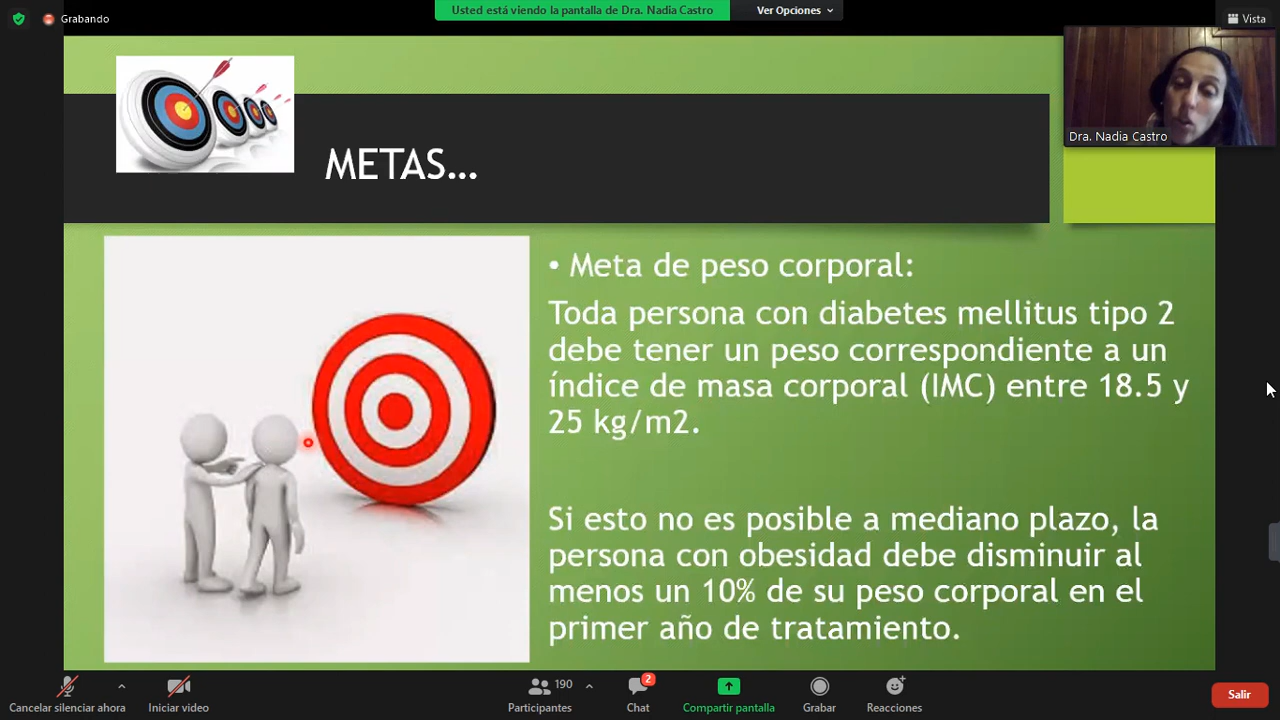 Grabando
Usted está viendo la pantalla de Dra. Nadia Castro
Ver Opciones
Vista
Dra. Nadia Castro
METAS...
• Meta de peso corporal:
Toda persona con diabetes mellitus tipo 2
debe tener un peso correspondiente a un
índice de masa corporal (IMC) entre 18.5 y
25 kg/m2.
Si esto no es posible a mediano plazo, la
persona con obesidad debe disminuir al
menos un 10% de su peso corporal en el
primer año de tratamiento.
Cancelar silenciar ahora
Iniciar video
190
Participantes
2
Chat
Compartir pantalla
Grabar
Reacciones
Salir